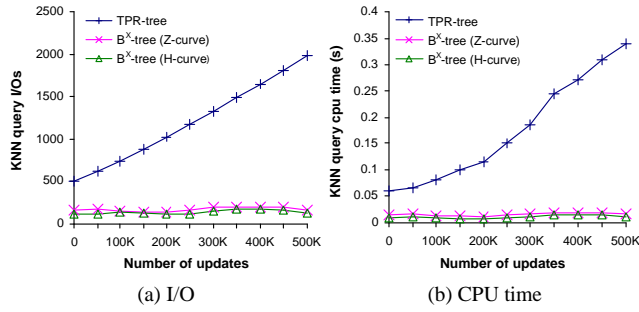 TPR-tree
B^X-tree (Z-curve)
B^X-tree (H-curve)
KNN query I/Os
2500
2000
1500
1000
500
0
0 100K 200K 300K 400K 500K
Number of updates
(a) I/O
TPR-tree
B^X-tree (Z-curve)
B^X-tree (H-curve)
KNN query cpu time (s)
0.4
0.35
0.3
0.25
0.2
0.15
0.1
0.05
0
0 100K 200K 300K 400K 500K
Number of updates
(b) CPU time